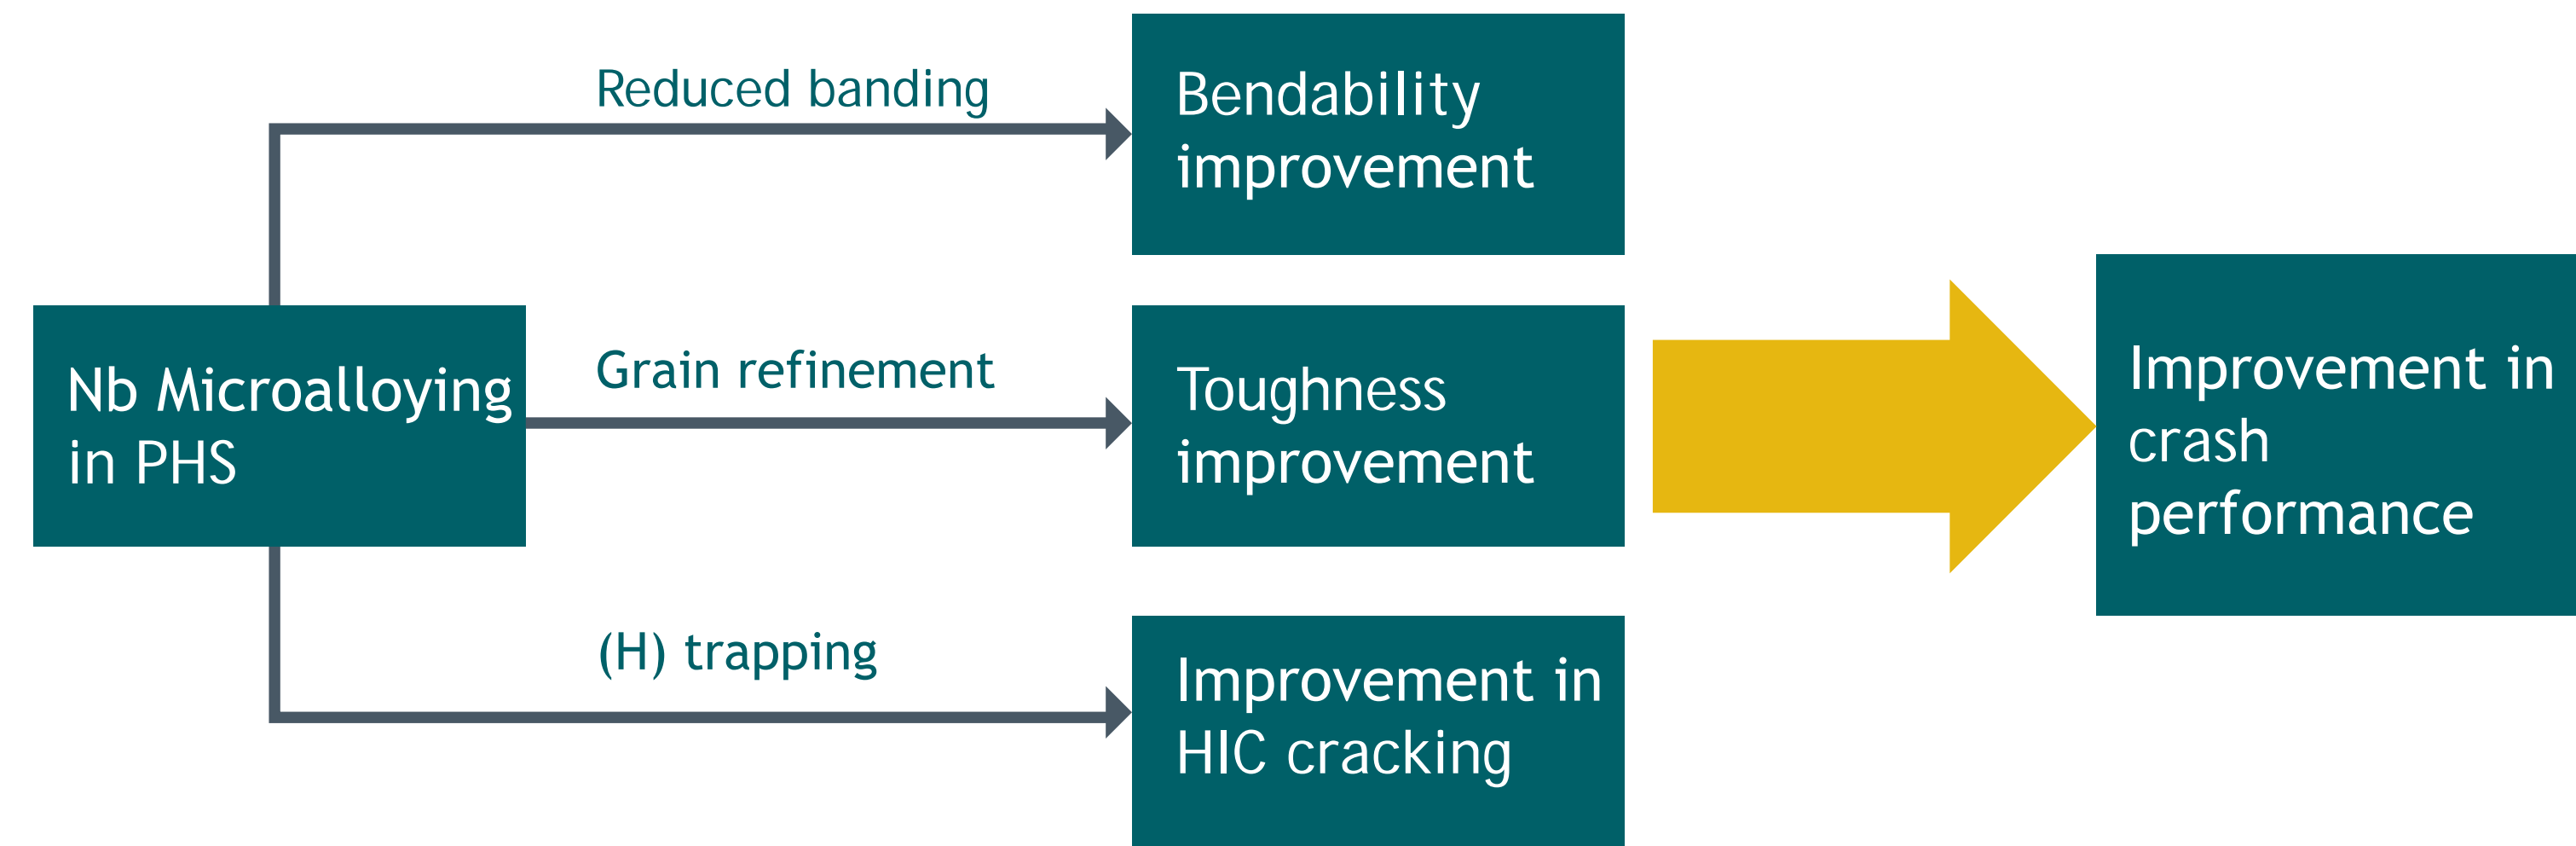 Reduced banding
Bendability
improvement
Nb Microalloying
in PHS
Grain refinement
Toughness
improvement
Improvement in
crash
performance
(H) trapping
Improvement in
HIC cracking